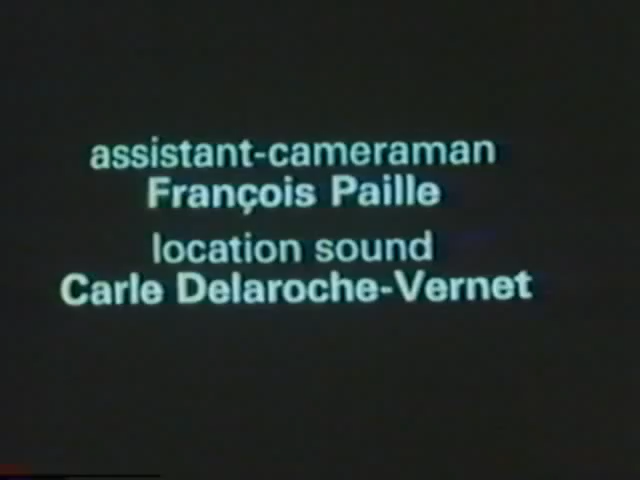 assistant-cameraman
François Paille
location sound
Carle Delaroche-Vernet